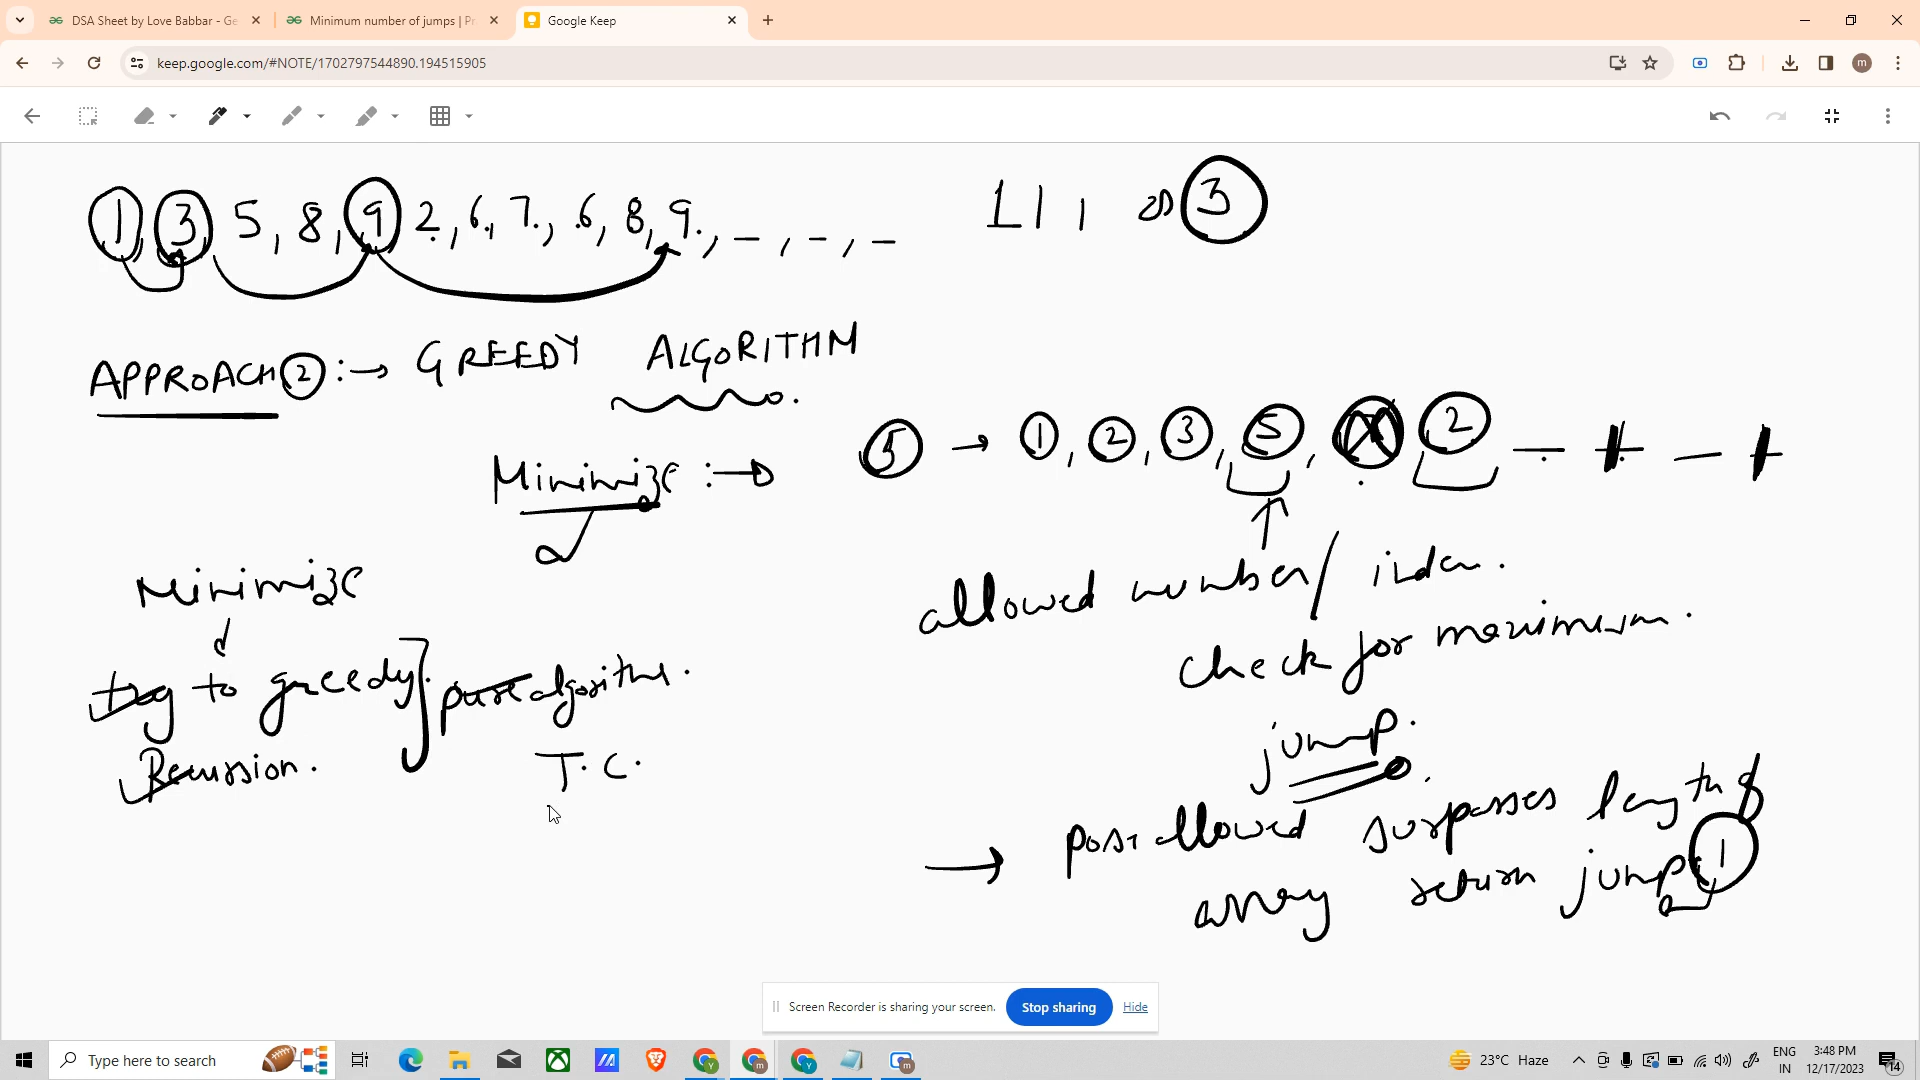 DSA Sheet by Love Babbar - Ge
Minimum number of jumps | Pr
Google Keep
keep.google.com/#NOTE/1702797544890.194515905
m
1 3 5, 8, 9 2, 6, 7, 6, 8, 9, _, _, _
11, 3
APPROACH 2 :→ GREEDY ALGORITHM
Minimize :→
5 → 1, 2, 3, 5, 2
allowed number/ index.
check for maximum.
jump.
Minimize
try to greedy.
pure algorithm.
Recursion.
T.C.
→ post allowed surpasses length of
array return jump 1
Screen Recorder is sharing your screen.
Stop sharing
Hide
Type here to search
23°C Haze
ENG
IN
3:48 PM
12/17/2023
14